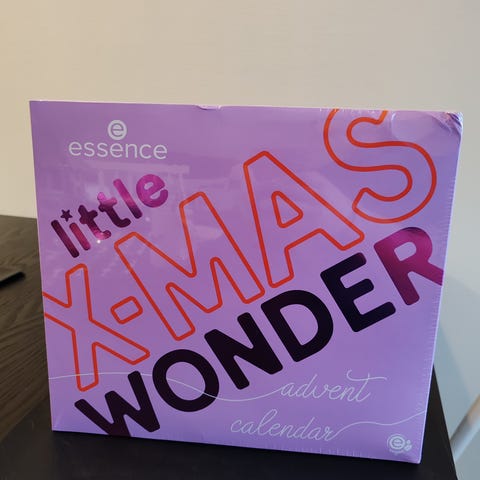 essence
little
X-MAS
WONDER
advent
calendar